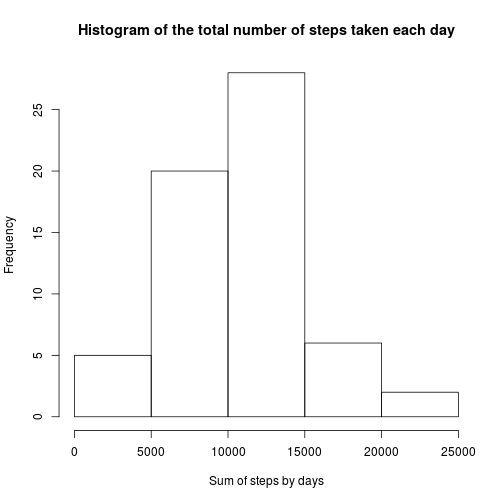 Histogram of the total number of steps taken each day
Frequency
25
20
15
10
5
0
0 5000 10000 15000 20000 25000
Sum of steps by days